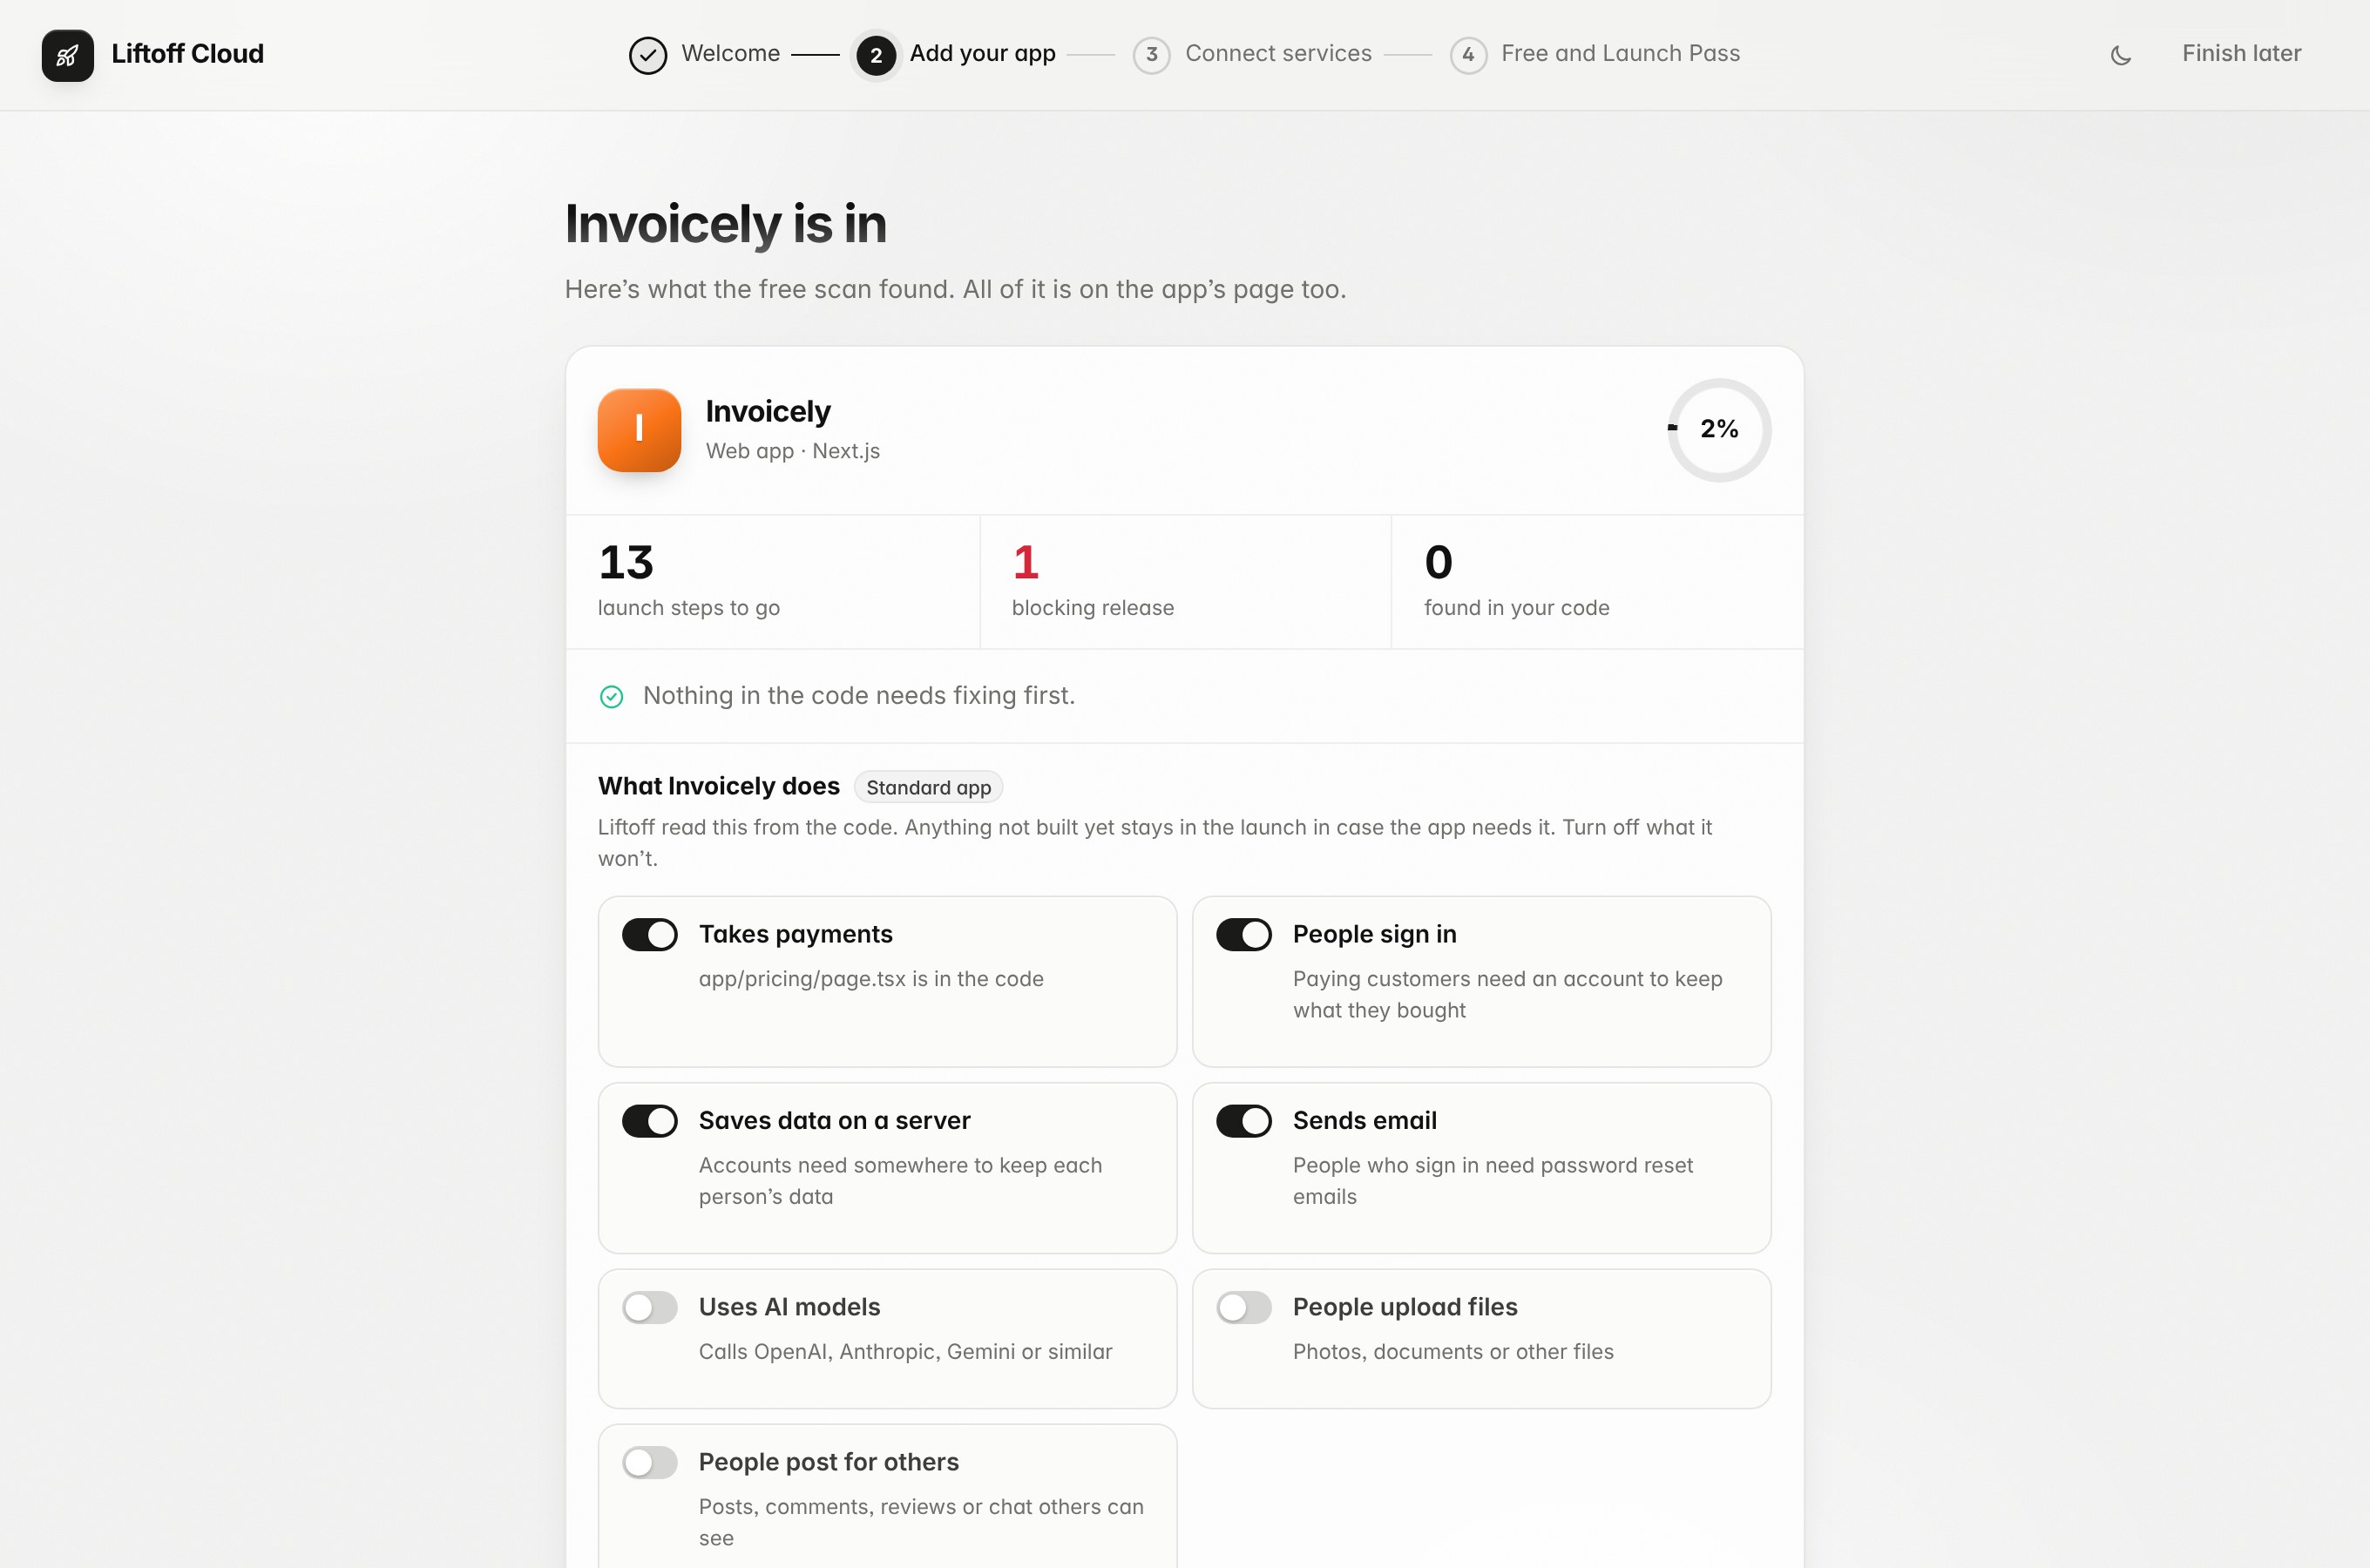 Liftoff Cloud
Welcome
2 Add your app
3 Connect services
4 Free and Launch Pass
Finish later
Invoicely is in
Here’s what the free scan found. All of it is on the app’s page too.
I
Invoicely
Web app · Next.js
2%
13
launch steps to go
1
blocking release
0
found in your code
Nothing in the code needs fixing first.
What Invoicely does
Standard app
Liftoff read this from the code. Anything not built yet stays in the launch in case the app needs it. Turn off what it
won’t.
Takes payments
app/pricing/page.tsx is in the code
People sign in
Paying customers need an account to keep
what they bought
Saves data on a server
Accounts need somewhere to keep each
person’s data
Sends email
People who sign in need password reset
emails
Uses AI models
Calls OpenAI, Anthropic, Gemini or similar
People upload files
Photos, documents or other files
People post for others
Posts, comments, reviews or chat others can
see